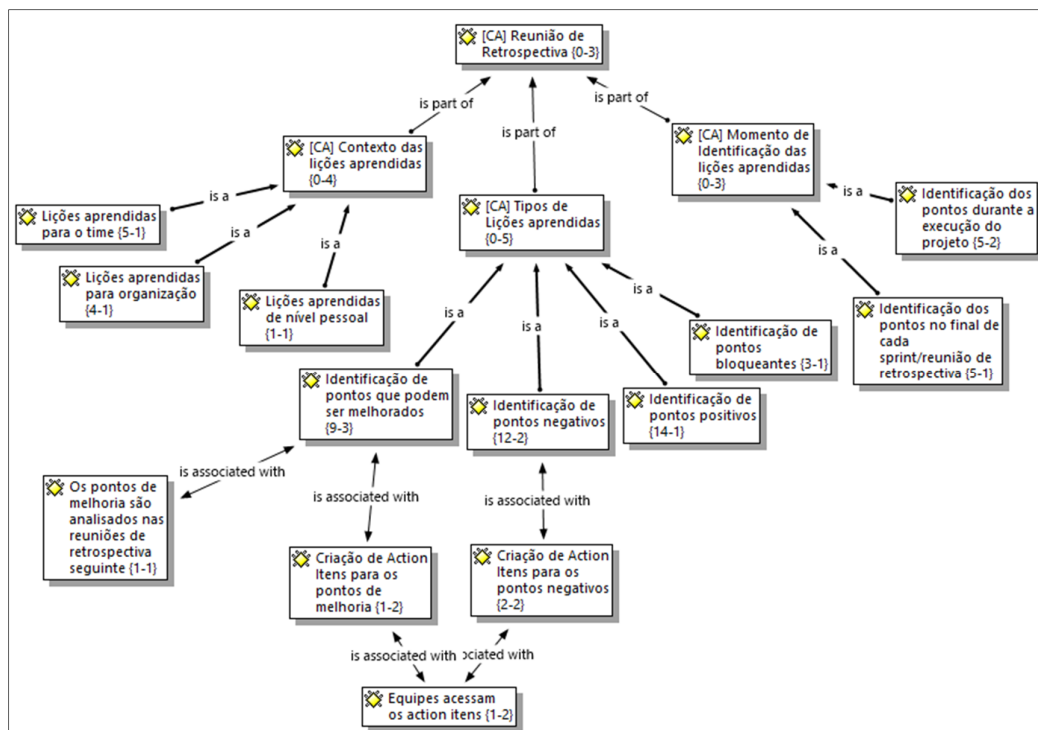 [CA] Reunião de
Retrospectiva {0-3}
is part of
is part of
is part of
[CA] Contexto das
lições aprendidas
{0-4}
[CA] Momento de
Identificação das
lições aprendidas
{0-3}
is a
is a
is a
is a
is a
Lições aprendidas
para o time {5-1}
Lições aprendidas
para organização
{4-1}
Lições aprendidas
de nível pessoal
{1-1}
[CA] Tipos de
Lições aprendidas
{0-5}
Identificação dos
pontos durante a
execução do
projeto {5-2}
Identificação dos
pontos no final de
cada
sprint/reunião de
retrospectiva {5-1}
is a
is a
is a
is a
Identificação de
pontos
bloqueantes {3-1}
Identificação de
pontos que podem
ser melhorados
{9-3}
Identificação de
pontos negativos
{12-2}
Identificação de
pontos positivos
{14-1}
is associated with
is associated with
is associated with
Os pontos de
melhoria são
analisados nas
reuniões de
retrospectiva
seguinte {1-1}
Criação de Action
Itens para os
pontos de
melhoria {1-2}
Criação de Action
Itens para os
pontos negativos
{2-2}
is associated with
ociated with
Equipes acessam
os action itens {1-2}